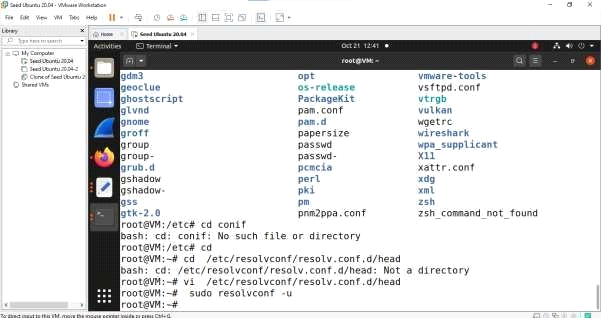 Seed Ubuntu 20.04 - VMware Workstation
File Edit View VM Tabs Help
Library
Home
Seed Ubuntu 20.04
Type here to search
Activities
Terminal
Oct 21 12:41
My Computer
Seed Ubuntu 20.04
Seed Ubuntu 20.04-2
Clone of Seed Ubuntu 2
Shared VMs
root@VM: ~
gdm3 opt vmware-tools
geoclue os-release vsftpd.conf
ghostscript PackageKit vtrgb
glvnd pam.conf vulkan
gnome pam.d wgetrc
groff papersize wireshark
group passwd wpa_supplicant
group- passwd- X11
grub.d pcmcia xattr.conf
gshadow perl xdg
gshadow- pki xml
gss pm zsh
gtk-2.0 pnm2ppa.conf zsh_command_not_found
root@VM:/etc# cd conif
bash: cd: conif: No such file or directory
root@VM:/etc# cd
root@VM:~# cd /etc/resolvconf/resolv.conf.d/head
bash: cd: /etc/resolvconf/resolv.conf.d/head: Not a directory
root@VM:~# vi /etc/resolvconf/resolv.conf.d/head
root@VM:~# sudo resolvconf -u
root@VM:~#
To direct input to this VM, move the mouse pointer inside or press Ctrl+G.